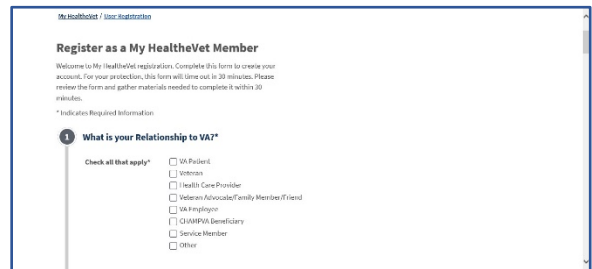 My HealtheVet / User Registration
Register as a My HealtheVet Member
Welcome to My HealtheVet registration. Complete this form to create your
account. For your protection, this form will time out in 30 minutes. Please
review the form and gather materials needed to complete it within 30
minutes.
* Indicates Required Information
1 What is your Relationship to VA?*
Check all that apply* VA Patient
Veteran
Health Care Provider
Veteran Advocate/Family Member/Friend
VA Employee
CHAMPVA Beneficiary
Service Member
Other